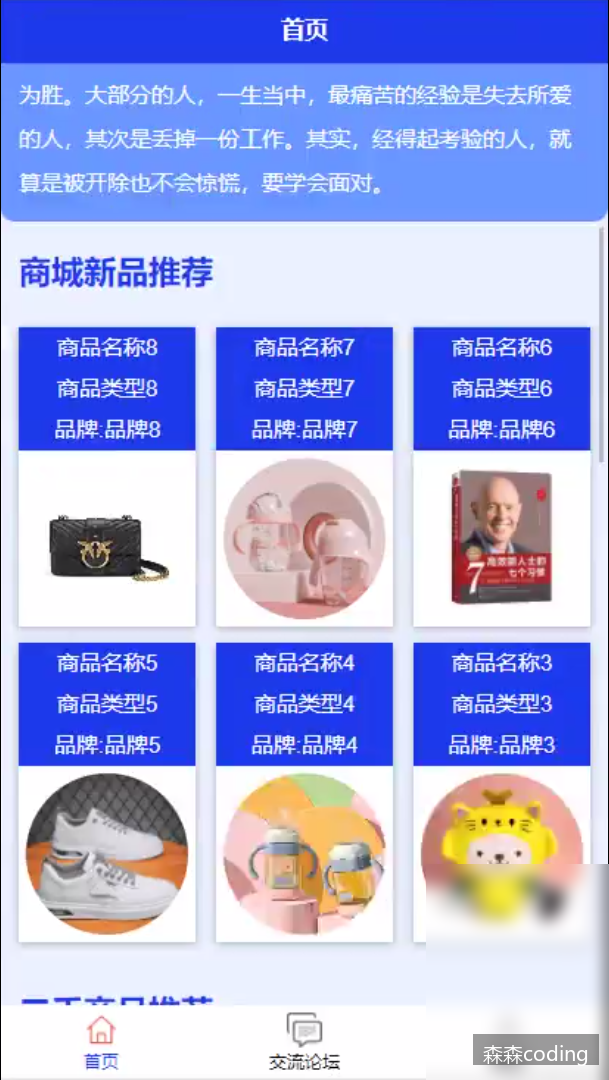 首页
为胜。大部分的人，一生当中，最痛苦的经验是失去所爱
的人，其次是丢掉一份工作。其实，经得起考验的人，就
算是被开除也不会惊慌，要学会面对。
商城新品推荐
商品名称8 商品名称7 商品名称6
商品类型8 商品类型7 商品类型6
品牌:品牌8 品牌:品牌7 品牌:品牌6
高效能人士的
7 七个习惯
商品名称5 商品名称4 商品名称3
商品类型5 商品类型4 商品类型3
品牌:品牌5 品牌:品牌4 品牌:品牌3
首页 交流论坛
森森coding